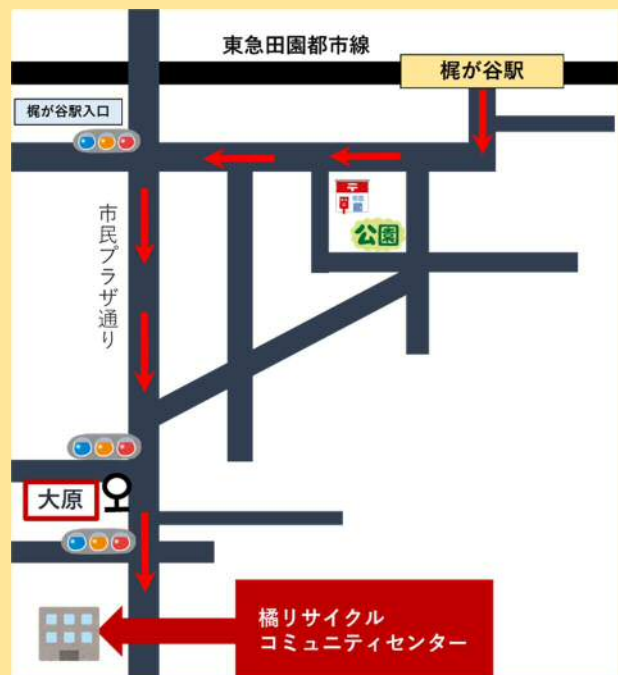 東急田園都市線
梶が谷駅
梶が谷駅入口
〒
公園
市民プラザ通り
大原
橘リサイクル
コミュニティセンター